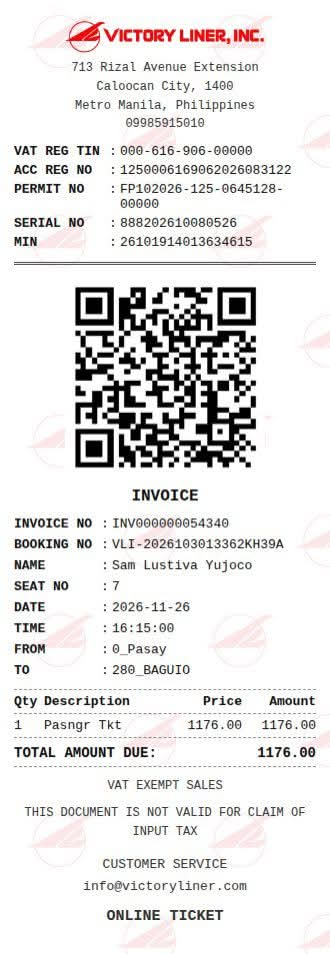 VICTORY LINER, INC.
713 Rizal Avenue Extension
Caloocan City, 1400
Metro Manila, Philippines
09985915010
VAT REG TIN : 000-616-906-00000
ACC REG NO : 1250006169062026083122
PERMIT NO : FP102026-125-0645128-
00000
SERIAL NO : 888202610080526
MIN : 26101914013634615
INVOICE
INVOICE NO : INV000000054340
BOOKING NO : VLI-2026103013362KH39A
NAME : Sam Lustiva Yujoco
SEAT NO : 7
DATE : 2026-11-26
TIME : 16:15:00
FROM : 0_Pasay
TO : 280_BAGUIO
Qty Description Price Amount
1 Pasngr Tkt 1176.00 1176.00
TOTAL AMOUNT DUE: 1176.00
VAT EXEMPT SALES
THIS DOCUMENT IS NOT VALID FOR CLAIM OF
INPUT TAX
CUSTOMER SERVICE
info@victoryliner.com
ONLINE TICKET